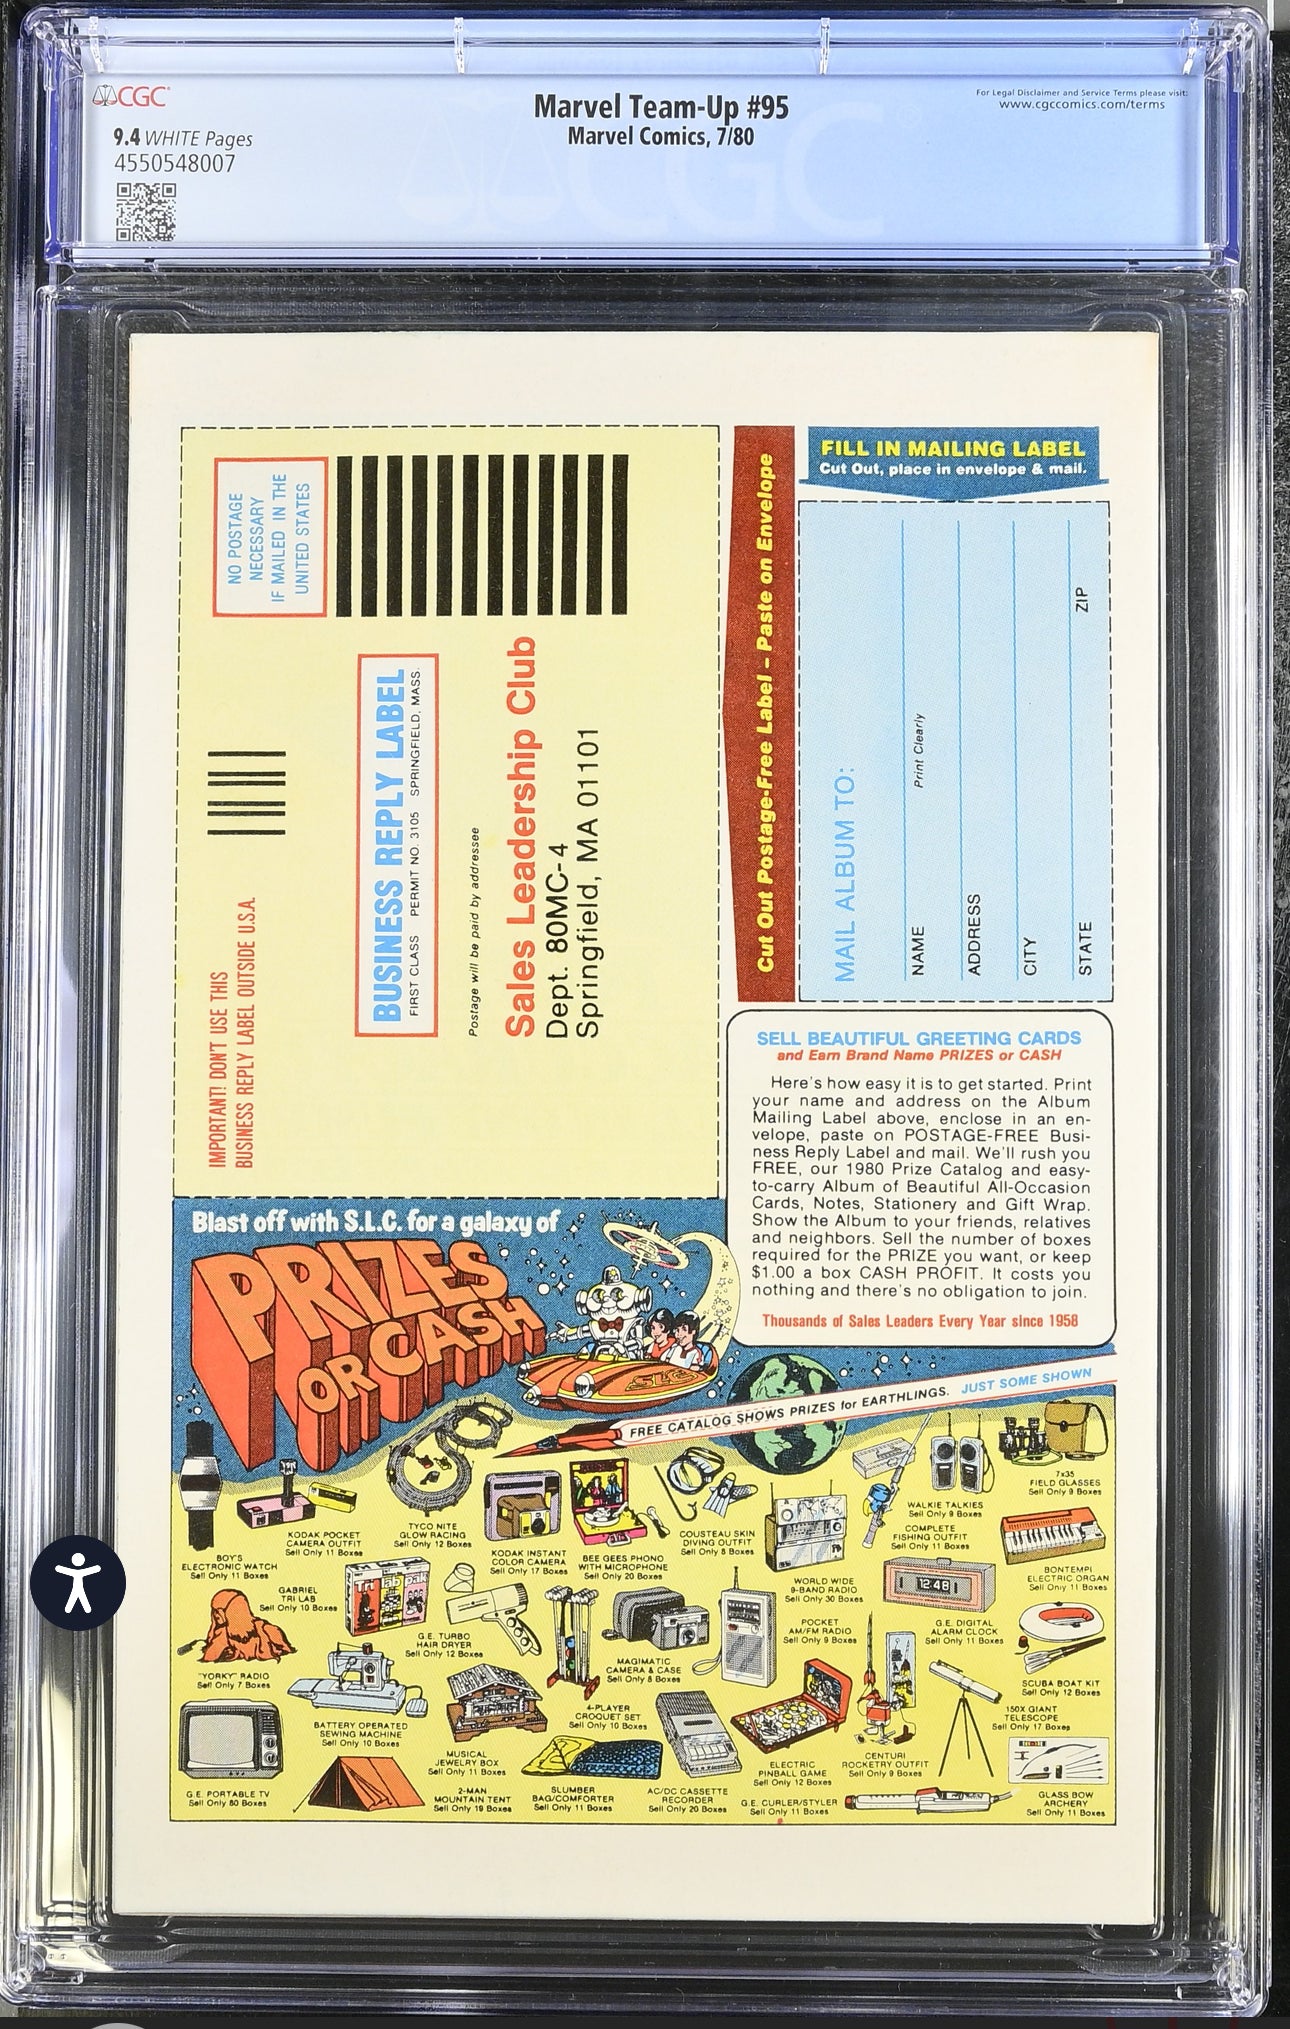 CGC
9.4 WHITE Pages
4550548007
Marvel Team-Up #95
Marvel Comics, 7/80
For Legal Disclaimer and Service Terms please visit:
www.cgccomics.com/terms
NO POSTAGE
NECESSARY
IF MAILED IN THE
UNITED STATES
IMPORTANT! DON'T USE THIS
BUSINESS REPLY LABEL OUTSIDE U.S.A.
BUSINESS REPLY LABEL
FIRST CLASS PERMIT NO. 3105 SPRINGFIELD, MASS.
Postage will be paid by addressee
Sales Leadership Club
Dept. 80MC-4
Springfield, MA 01101
Cut Out Postage-Free Label – Paste on Envelope
FILL IN MAILING LABEL
Cut Out, place in envelope & mail.
MAIL ALBUM TO:
NAME
Print Clearly
ADDRESS
CITY
STATE ZIP
SELL BEAUTIFUL GREETING CARDS
and Earn Brand Name PRIZES or CASH
Here's how easy it is to get started. Print
your name and address on the Album
Mailing Label above, enclose in an en-
velope, paste on POSTAGE-FREE Busi-
ness Reply Label and mail. We'll rush you
FREE, our 1980 Prize Catalog and easy-
to-carry Album of Beautiful All-Occasion
Cards, Notes, Stationery and Gift Wrap.
Show the Album to your friends, relatives
and neighbors. Sell the number of boxes
required for the PRIZE you want, or keep
$1.00 a box CASH PROFIT. It costs you
nothing and there's no obligation to join.
Thousands of Sales Leaders Every Year since 1958
Blast off with S.L.C. for a galaxy of
PRIZES
OR CASH
SLC
FREE CATALOG SHOWS PRIZES for EARTHLINGS. JUST SOME SHOWN
BOY'S
ELECTRONIC WATCH
Sell Only 11 Boxes
KODAK POCKET
CAMERA OUTFIT
Sell Only 11 Boxes
TYCO NITE
GLOW RACING
Sell Only 12 Boxes
KODAK INSTANT
COLOR CAMERA
Sell Only 17 Boxes
BEE GEES PHONO
WITH MICROPHONE
Sell Only 20 Boxes
COUSTEAU SKIN
DIVING OUTFIT
Sell Only 8 Boxes
WORLD WIDE
9-BAND RADIO
Sell Only 30 Boxes
WALKIE TALKIES
Sell Only 9 Boxes
COMPLETE
FISHING OUTFIT
Sell Only 11 Boxes
7x35
FIELD GLASSES
Sell Only 9 Boxes
BONTEMPI
ELECTRIC ORGAN
Sell Only 11 Boxes
GABRIEL
TRI LAB
Sell Only 10 Boxes
Tri lab pak
G.E. TURBO
HAIR DRYER
Sell Only 12 Boxes
MAGIMATIC
CAMERA & CASE
Sell Only 8 Boxes
POCKET
AM/FM RADIO
Sell Only 9 Boxes
12:48
G.E. DIGITAL
ALARM CLOCK
Sell Only 11 Boxes
SCUBA BOAT KIT
Sell Only 12 Boxes
"YORKY" RADIO
Sell Only 7 Boxes
BATTERY OPERATED
SEWING MACHINE
Sell Only 10 Boxes
MUSICAL
JEWELRY BOX
Sell Only 11 Boxes
4-PLAYER
CROQUET SET
Sell Only 10 Boxes
150X GIANT
TELESCOPE
Sell Only 17 Boxes
G.E. PORTABLE TV
Sell Only 80 Boxes
2-MAN
MOUNTAIN TENT
Sell Only 19 Boxes
SLUMBER
BAG/COMFORTER
Sell Only 11 Boxes
AC/DC CASSETTE
RECORDER
Sell Only 20 Boxes
ELECTRIC
PINBALL GAME
Sell Only 12 Boxes
CENTURI
ROCKETRY OUTFIT
Sell Only 9 Boxes
G.E. CURLER/STYLER
Sell Only 11 Boxes
GLASS BOW
ARCHERY
Sell Only 11 Boxes